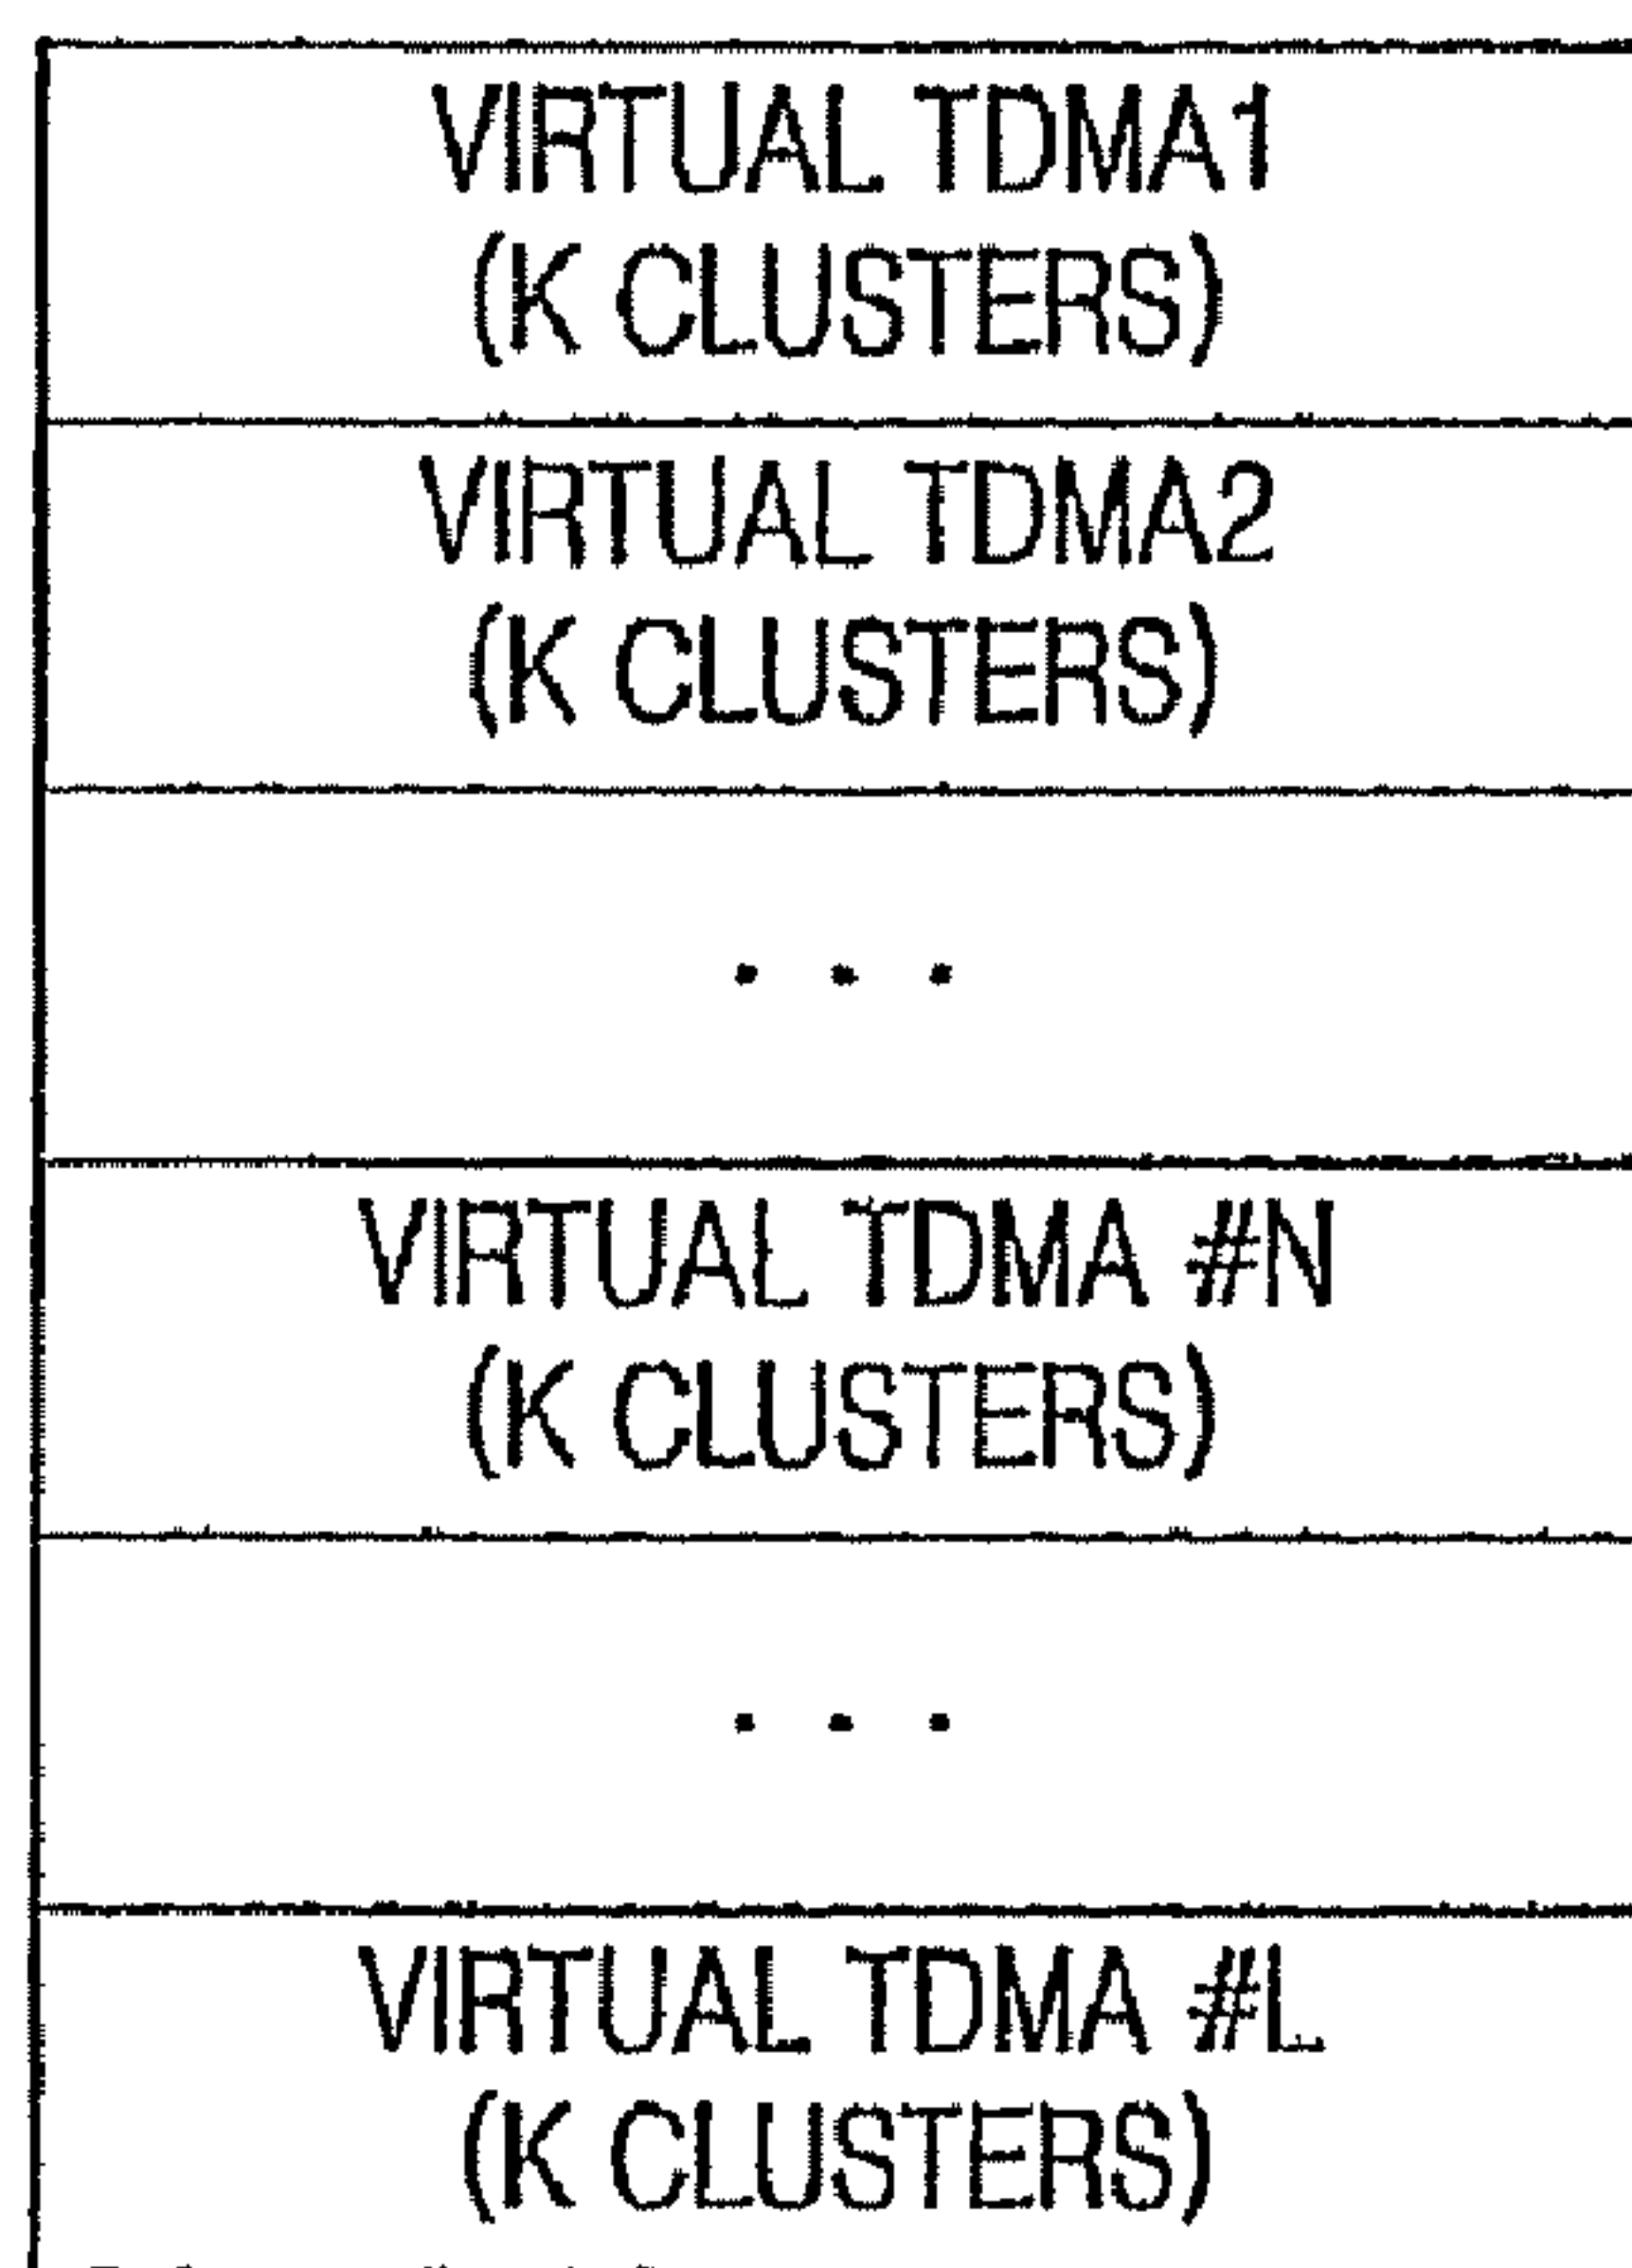 VIRTUAL TDMA1
(K CLUSTERS)
VIRTUAL TDMA2
(K CLUSTERS)
. . .
VIRTUAL TDMA #N
(K CLUSTERS)
. . .
VIRTUAL TDMA #L
(K CLUSTERS)